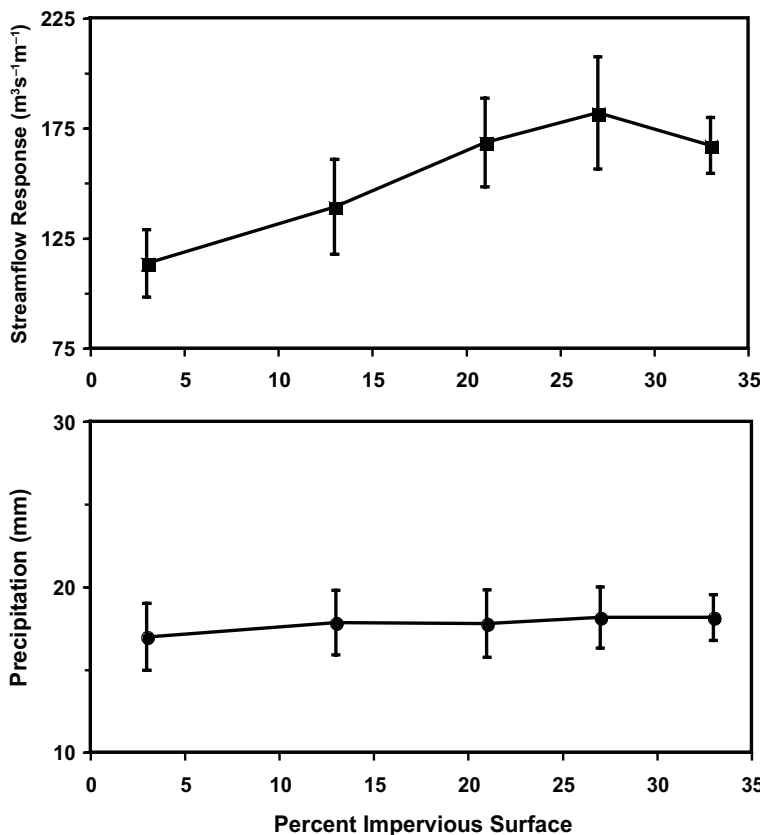 Streamflow Response (m³s⁻¹m⁻¹)
225
175
125
75
0 5 10 15 20 25 30 35
Precipitation (mm)
30
20
10
0 5 10 15 20 25 30 35
Percent Impervious Surface